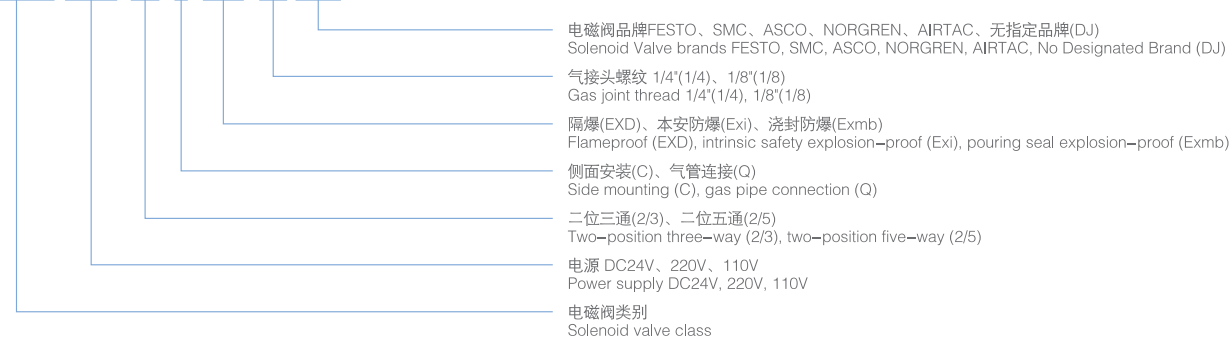 电磁阀品牌FESTO、SMC、ASCO、NORGREN、AIRTAC、无指定品牌(DJ)
Solenoid Valve brands FESTO, SMC, ASCO, NORGREN, AIRTAC, No Designated Brand (DJ)
气接头螺纹 1/4"(1/4)、1/8"(1/8)
Gas joint thread 1/4"(1/4), 1/8"(1/8)
隔爆(EXD)、本安防爆(Exi)、浇封防爆(Exmb)
Flameproof (EXD), intrinsic safety explosion–proof (Exi), pouring seal explosion–proof (Exmb)
侧面安装(C)、气管连接(Q)
Side mounting (C), gas pipe connection (Q)
二位三通(2/3)、二位五通(2/5)
Two–position three–way (2/3), two–position five–way (2/5)
电源 DC24V、220V、110V
Power supply DC24V, 220V, 110V
电磁阀类别
Solenoid valve class